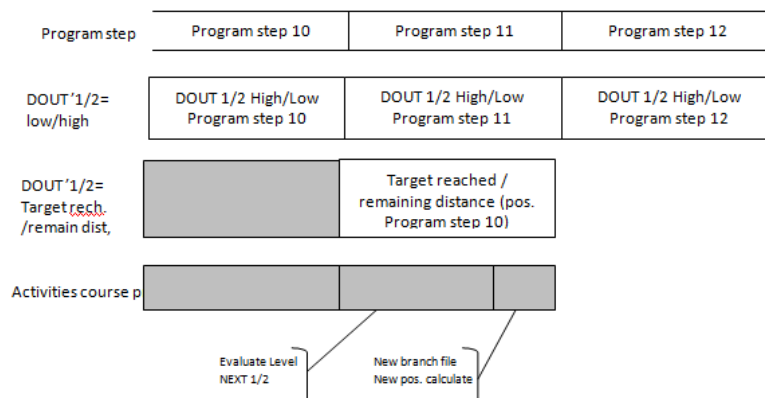 Program step
Program step 10
Program step 11
Program step 12
DOUT '1/2=
low/high
DOUT 1/2 High/Low
Program step 10
DOUT 1/2 High/Low
Program step 11
DOUT 1/2 High/Low
Program step 12
DOUT '1/2=
Target rech.
/remain dist,
Target reached /
remaining distance (pos.
Program step 10)
Activities course p
Evaluate Level
NEXT 1/2
New branch file
New pos. calculate